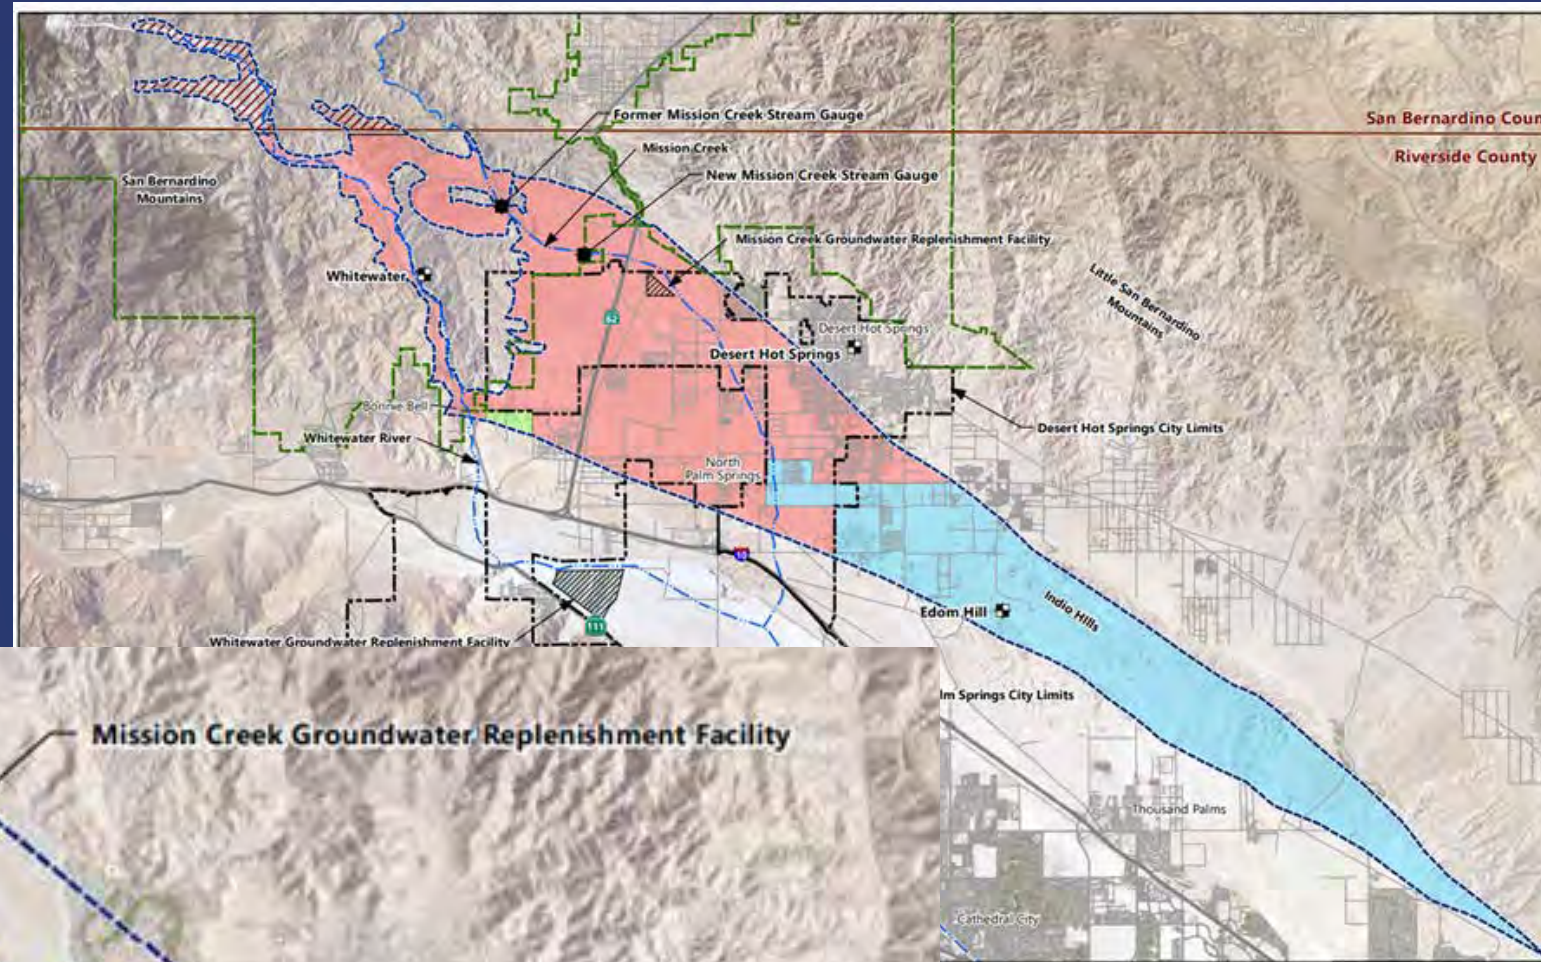 Former Mission Creek Stream Gauge
San Bernardino Coun
Mission Creek
Riverside County
New Mission Creek Stream Gauge
San Bernardino
Mountains
Mission Creek Groundwater Replenishment Facility
Whitewater
Little San Bernardino
Mountains
62
Desert Hot Springs
Desert Hot Springs
Bonnie Bell
Desert Hot Springs City Limits
Whitewater River
North
Palm Springs
10
Indio Hills
Edom Hill
111
Whitewater Groundwater Replenishment Facility
lm Springs City Limits
Mission Creek Groundwater Replenishment Facility
Thousand Palms
Cathedral City